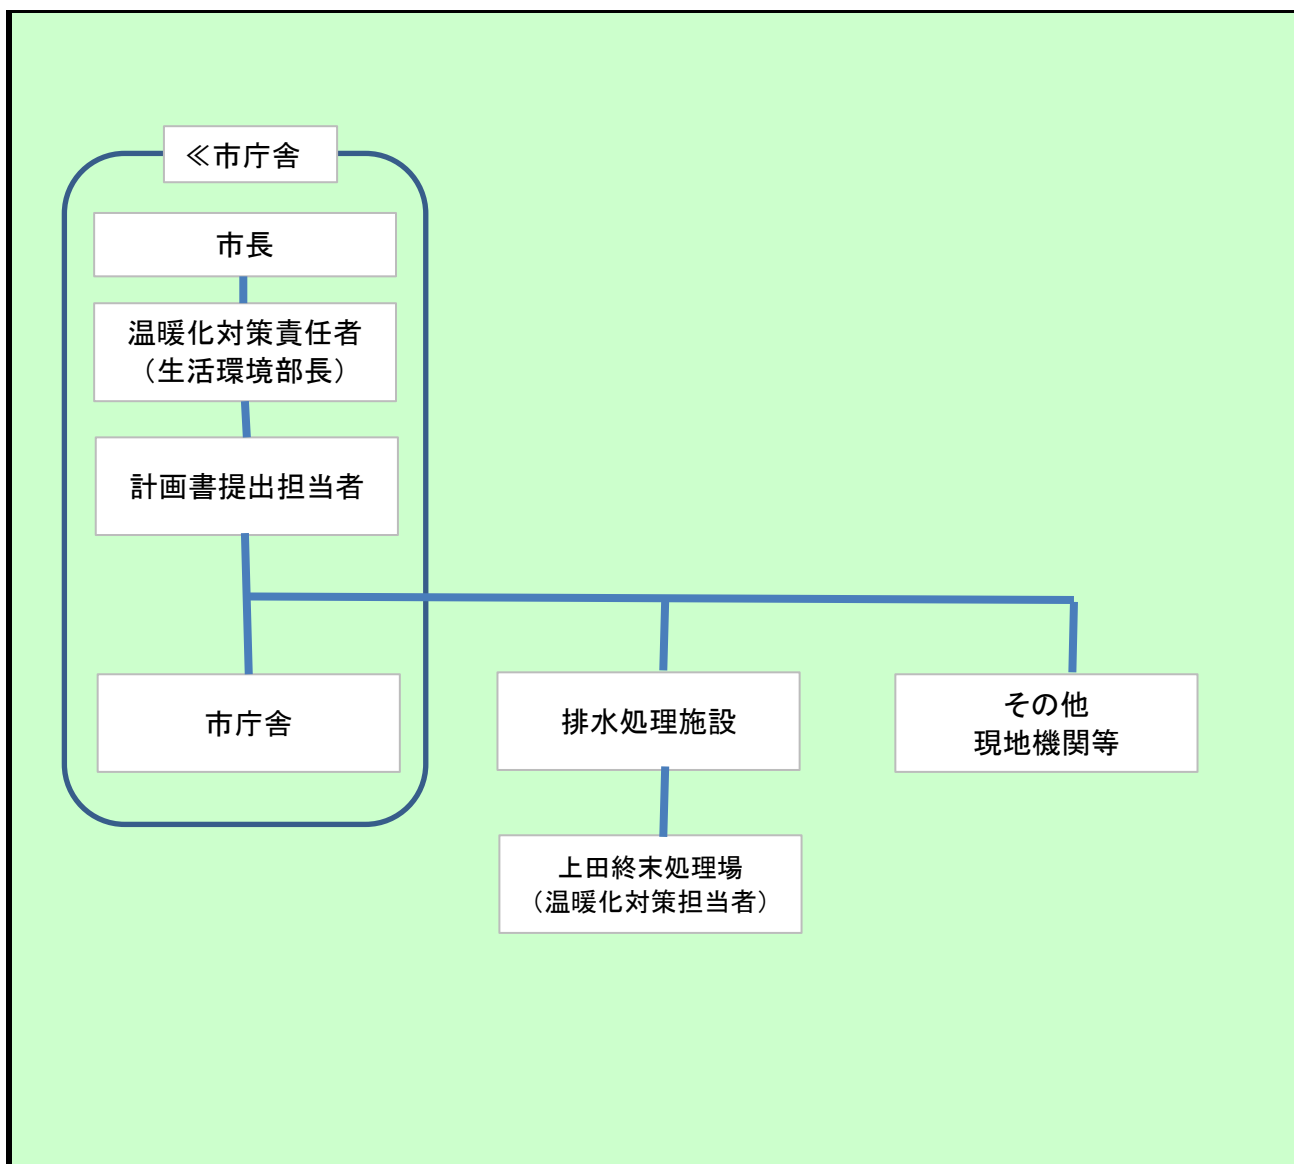 ≪市庁舎
市長
温暖化対策責任者
（生活環境部長）
計画書提出担当者
市庁舎
排水処理施設
その他
現地機関等
上田終末処理場
（温暖化対策担当者）